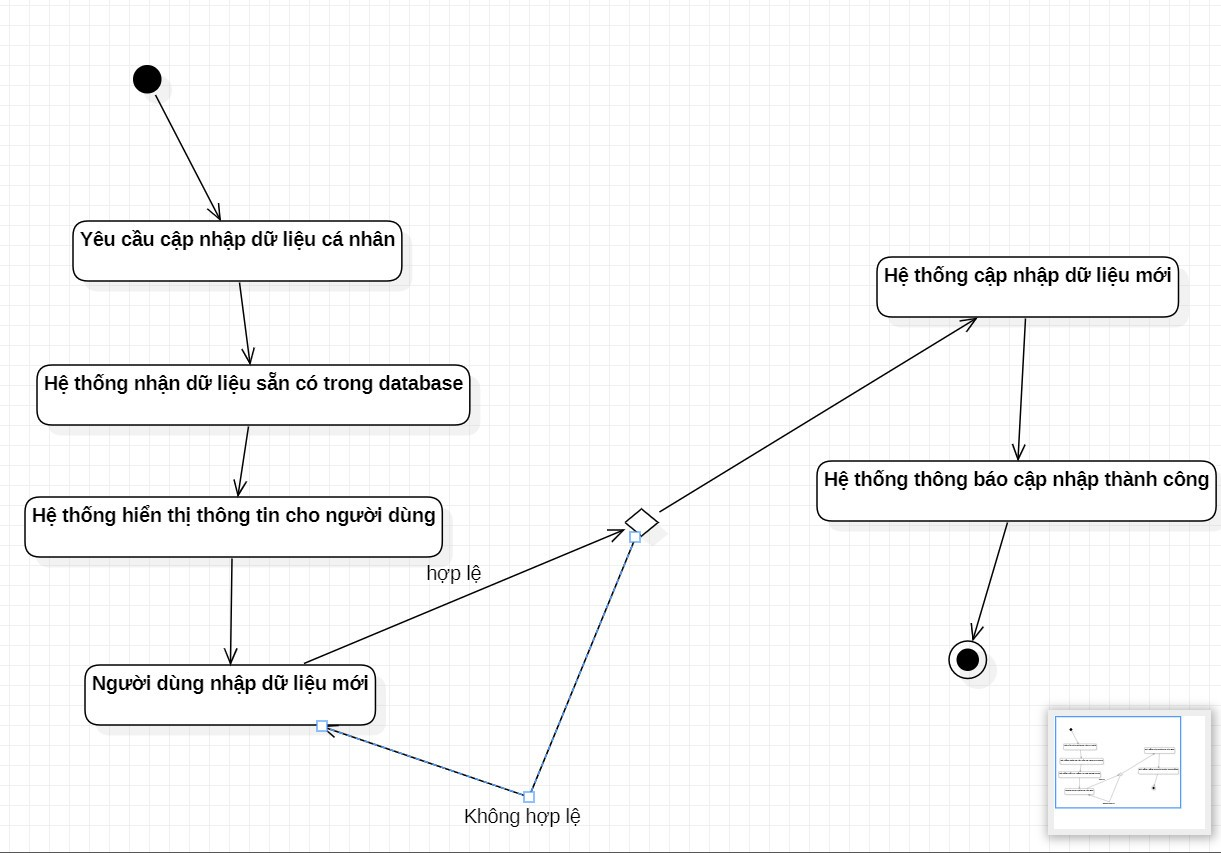 Yêu cầu cập nhập dữ liệu cá nhân
Hệ thống nhận dữ liệu sẵn có trong database
Hệ thống hiển thị thông tin cho người dùng
hợp lệ
Người dùng nhập dữ liệu mới
Không hợp lệ
Hệ thống cập nhập dữ liệu mới
Hệ thống thông báo cập nhập thành công